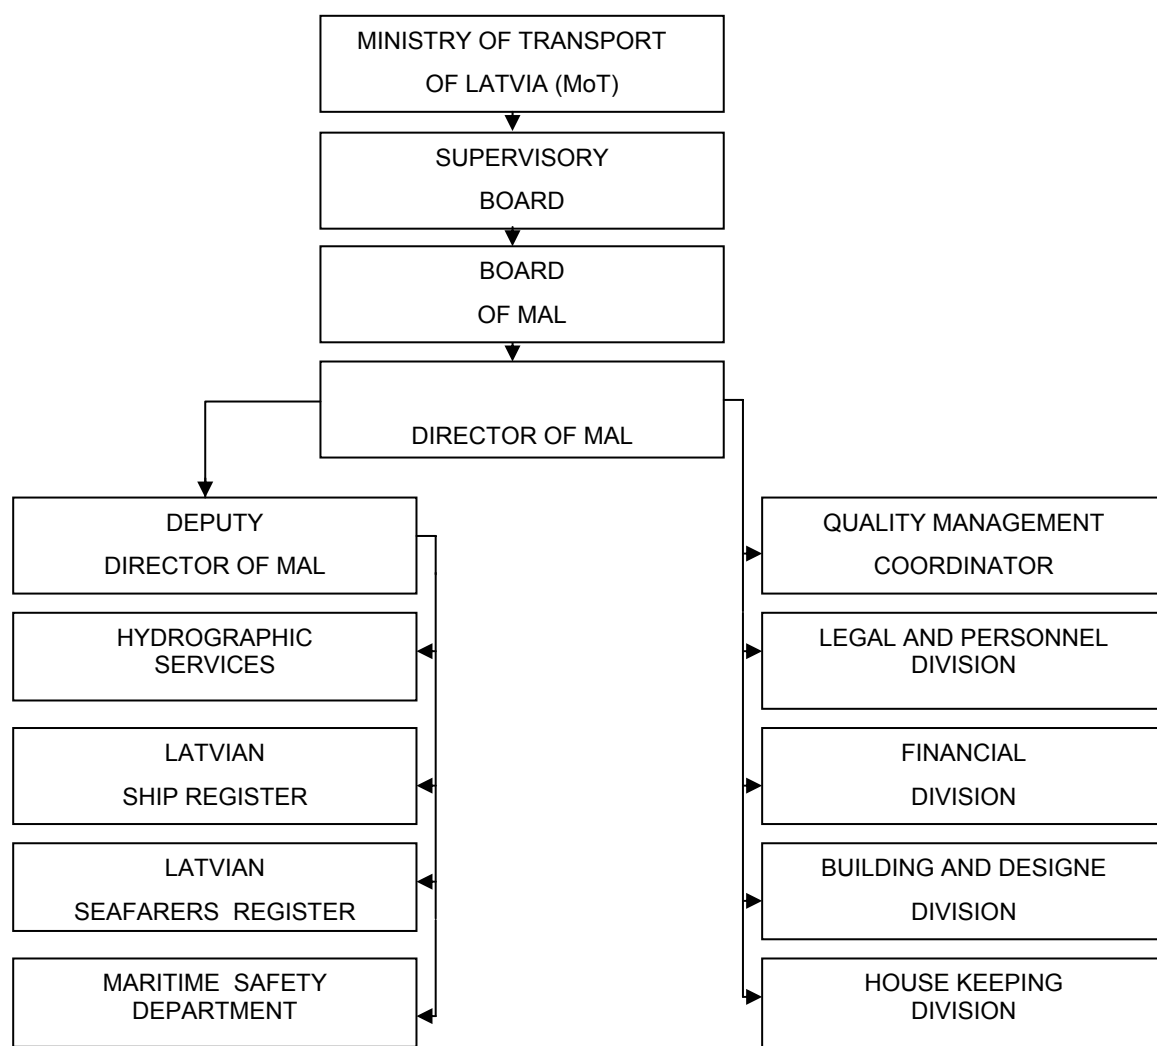 MINISTRY OF TRANSPORT
OF LATVIA (MoT)
SUPERVISORY
BOARD
BOARD
OF MAL
DIRECTOR OF MAL
DEPUTY
DIRECTOR OF MAL
HYDROGRAPHIC
SERVICES
LATVIAN
SHIP REGISTER
LATVIAN
SEAFARERS REGISTER
MARITIME SAFETY
DEPARTMENT
QUALITY MANAGEMENT
COORDINATOR
LEGAL AND PERSONNEL
DIVISION
FINANCIAL
DIVISION
BUILDING AND DESIGNE
DIVISION
HOUSE KEEPING
DIVISION